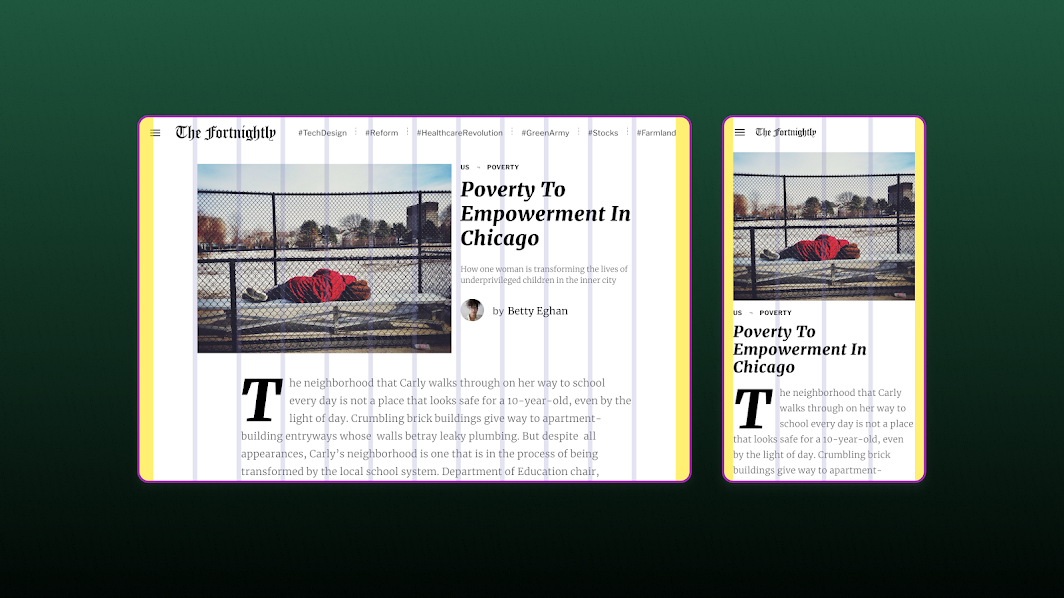 The Fortnightly
#TechDesign #Reform #HealthcareRevolution #GreenArmy #Stocks #Farmland
US – POVERTY
Poverty To
Empowerment In
Chicago
How one woman is transforming the lives of
underprivileged children in the inner city
by Betty Eghan
The neighborhood that Carly walks through on her way to school
every day is not a place that looks safe for a 10-year-old, even by the
light of day. Crumbling brick buildings give way to apartment-
building entryways whose walls betray leaky plumbing. But despite all
appearances, Carly's neighborhood is one that is in the process of being
transformed by the local school system. Department of Education chair,
The Fortnightly
US – POVERTY
Poverty To
Empowerment In
Chicago
The neighborhood that Carly
walks through on her way to
school every day is not a place
that looks safe for a 10-year-old, even
by the light of day. Crumbling brick
buildings give way to apartment-